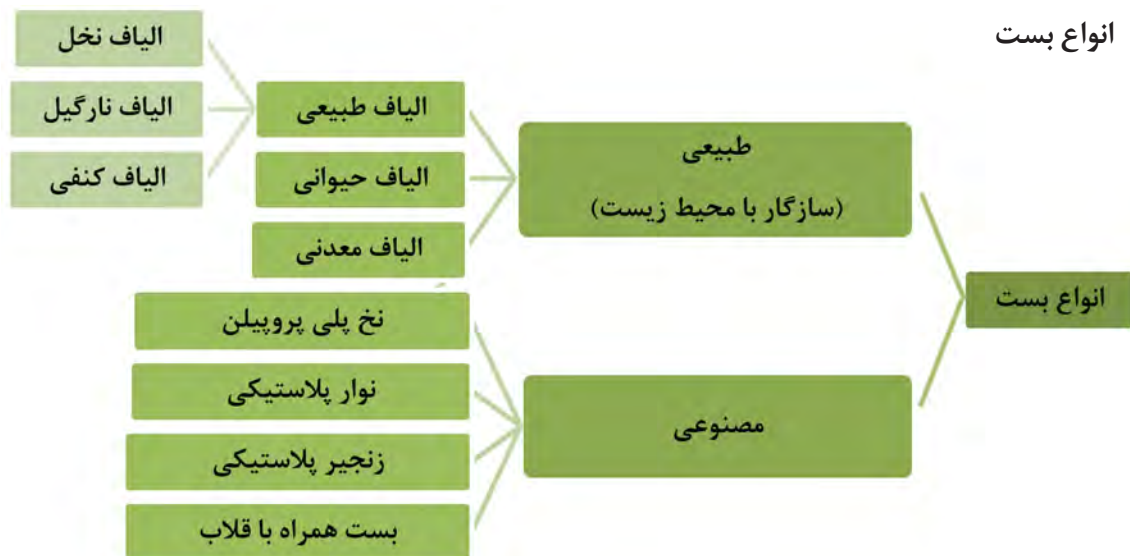 انواع بست
انواع بست
طبیعی
(سازگار با محیط زیست)
الیاف طبیعی
الیاف نخل
الیاف نارگیل
الیاف کنفی
الیاف حیوانی
الیاف معدنی
مصنوعی
نخ پلی پروپیلن
نوار پلاستیکی
زنجیر پلاستیکی
بست همراه با قلاب